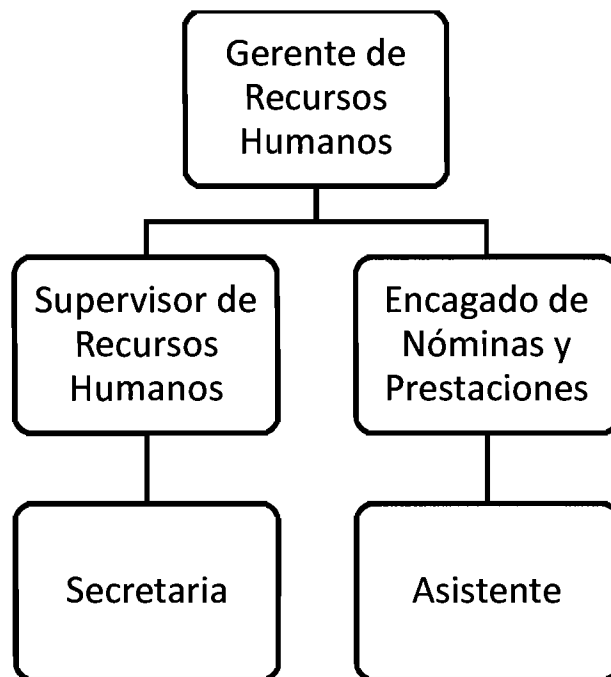 Gerente de
Recursos
Humanos
Supervisor de
Recursos
Humanos
Encagado de
Nóminas y
Prestaciones
Secretaria
Asistente